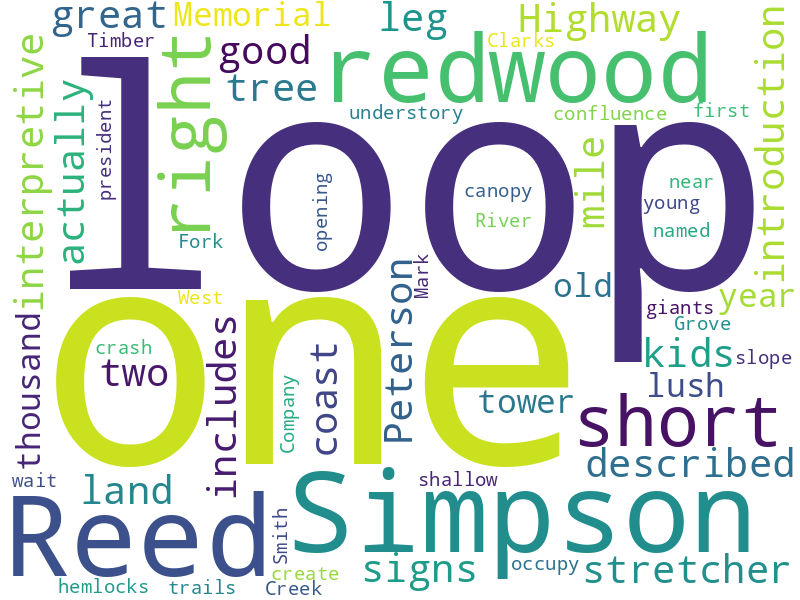 great
Memorial
leg
Highway
Timber
good
Clarks
tree
redwood
understory
confluence
first
interpretive
actually
president
right
loop
opening
canopy
River
mile
near
young
named
introduction
Fork
West
Mark
old
giants
year
Grove
thousand
crash
two
one
includes
coast
Peterson
Company
tower
kids
slope
lush
short
described
wait
land
shallow
Reed
Simpson
Smith
hemlocks
trails
create
Creek
signs
occupy
stretcher